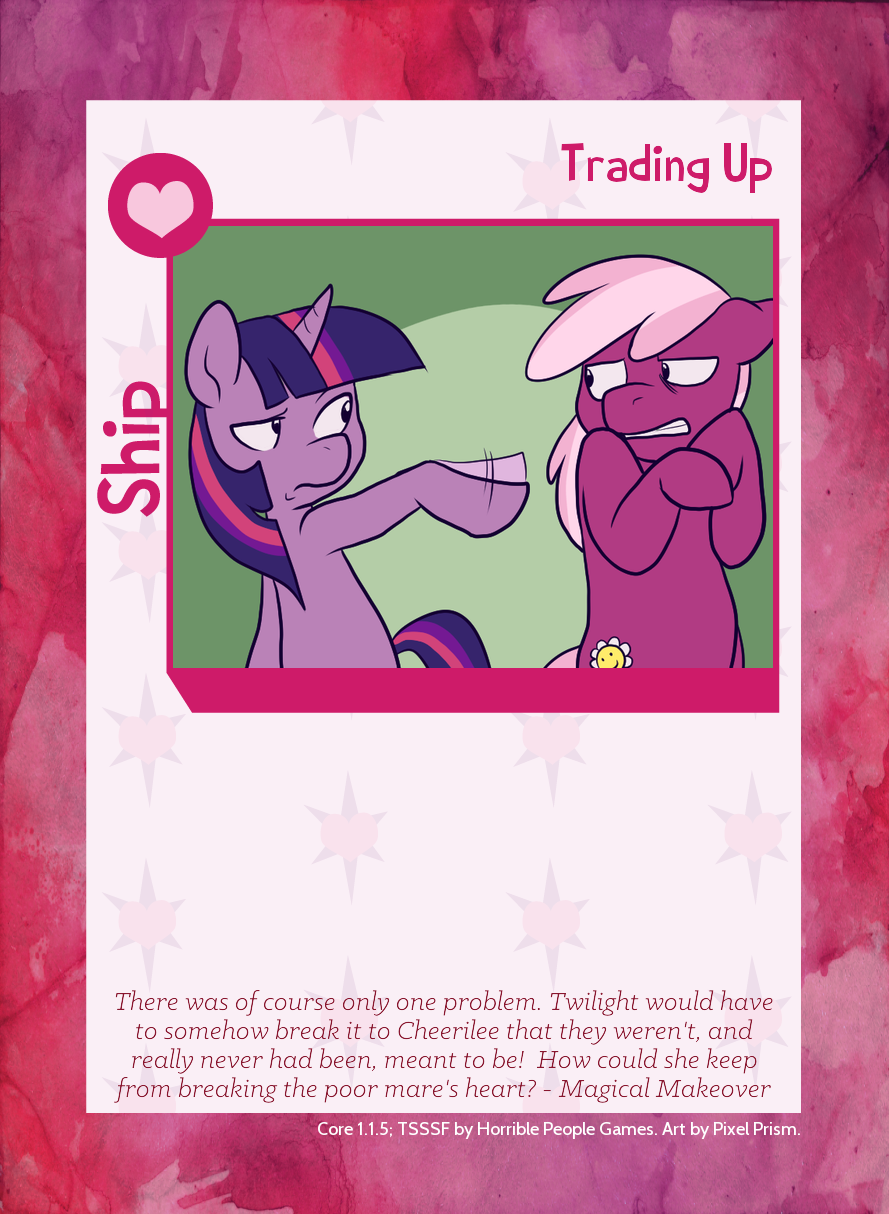 Trading Up
Ship
There was of course only one problem. Twilight would have
to somehow break it to Cheerilee that they weren't, and
really never had been, meant to be!  How could she keep
from breaking the poor mare's heart? - Magical Makeover
Core 1.1.5; TSSSF by Horrible People Games. Art by Pixel Prism.